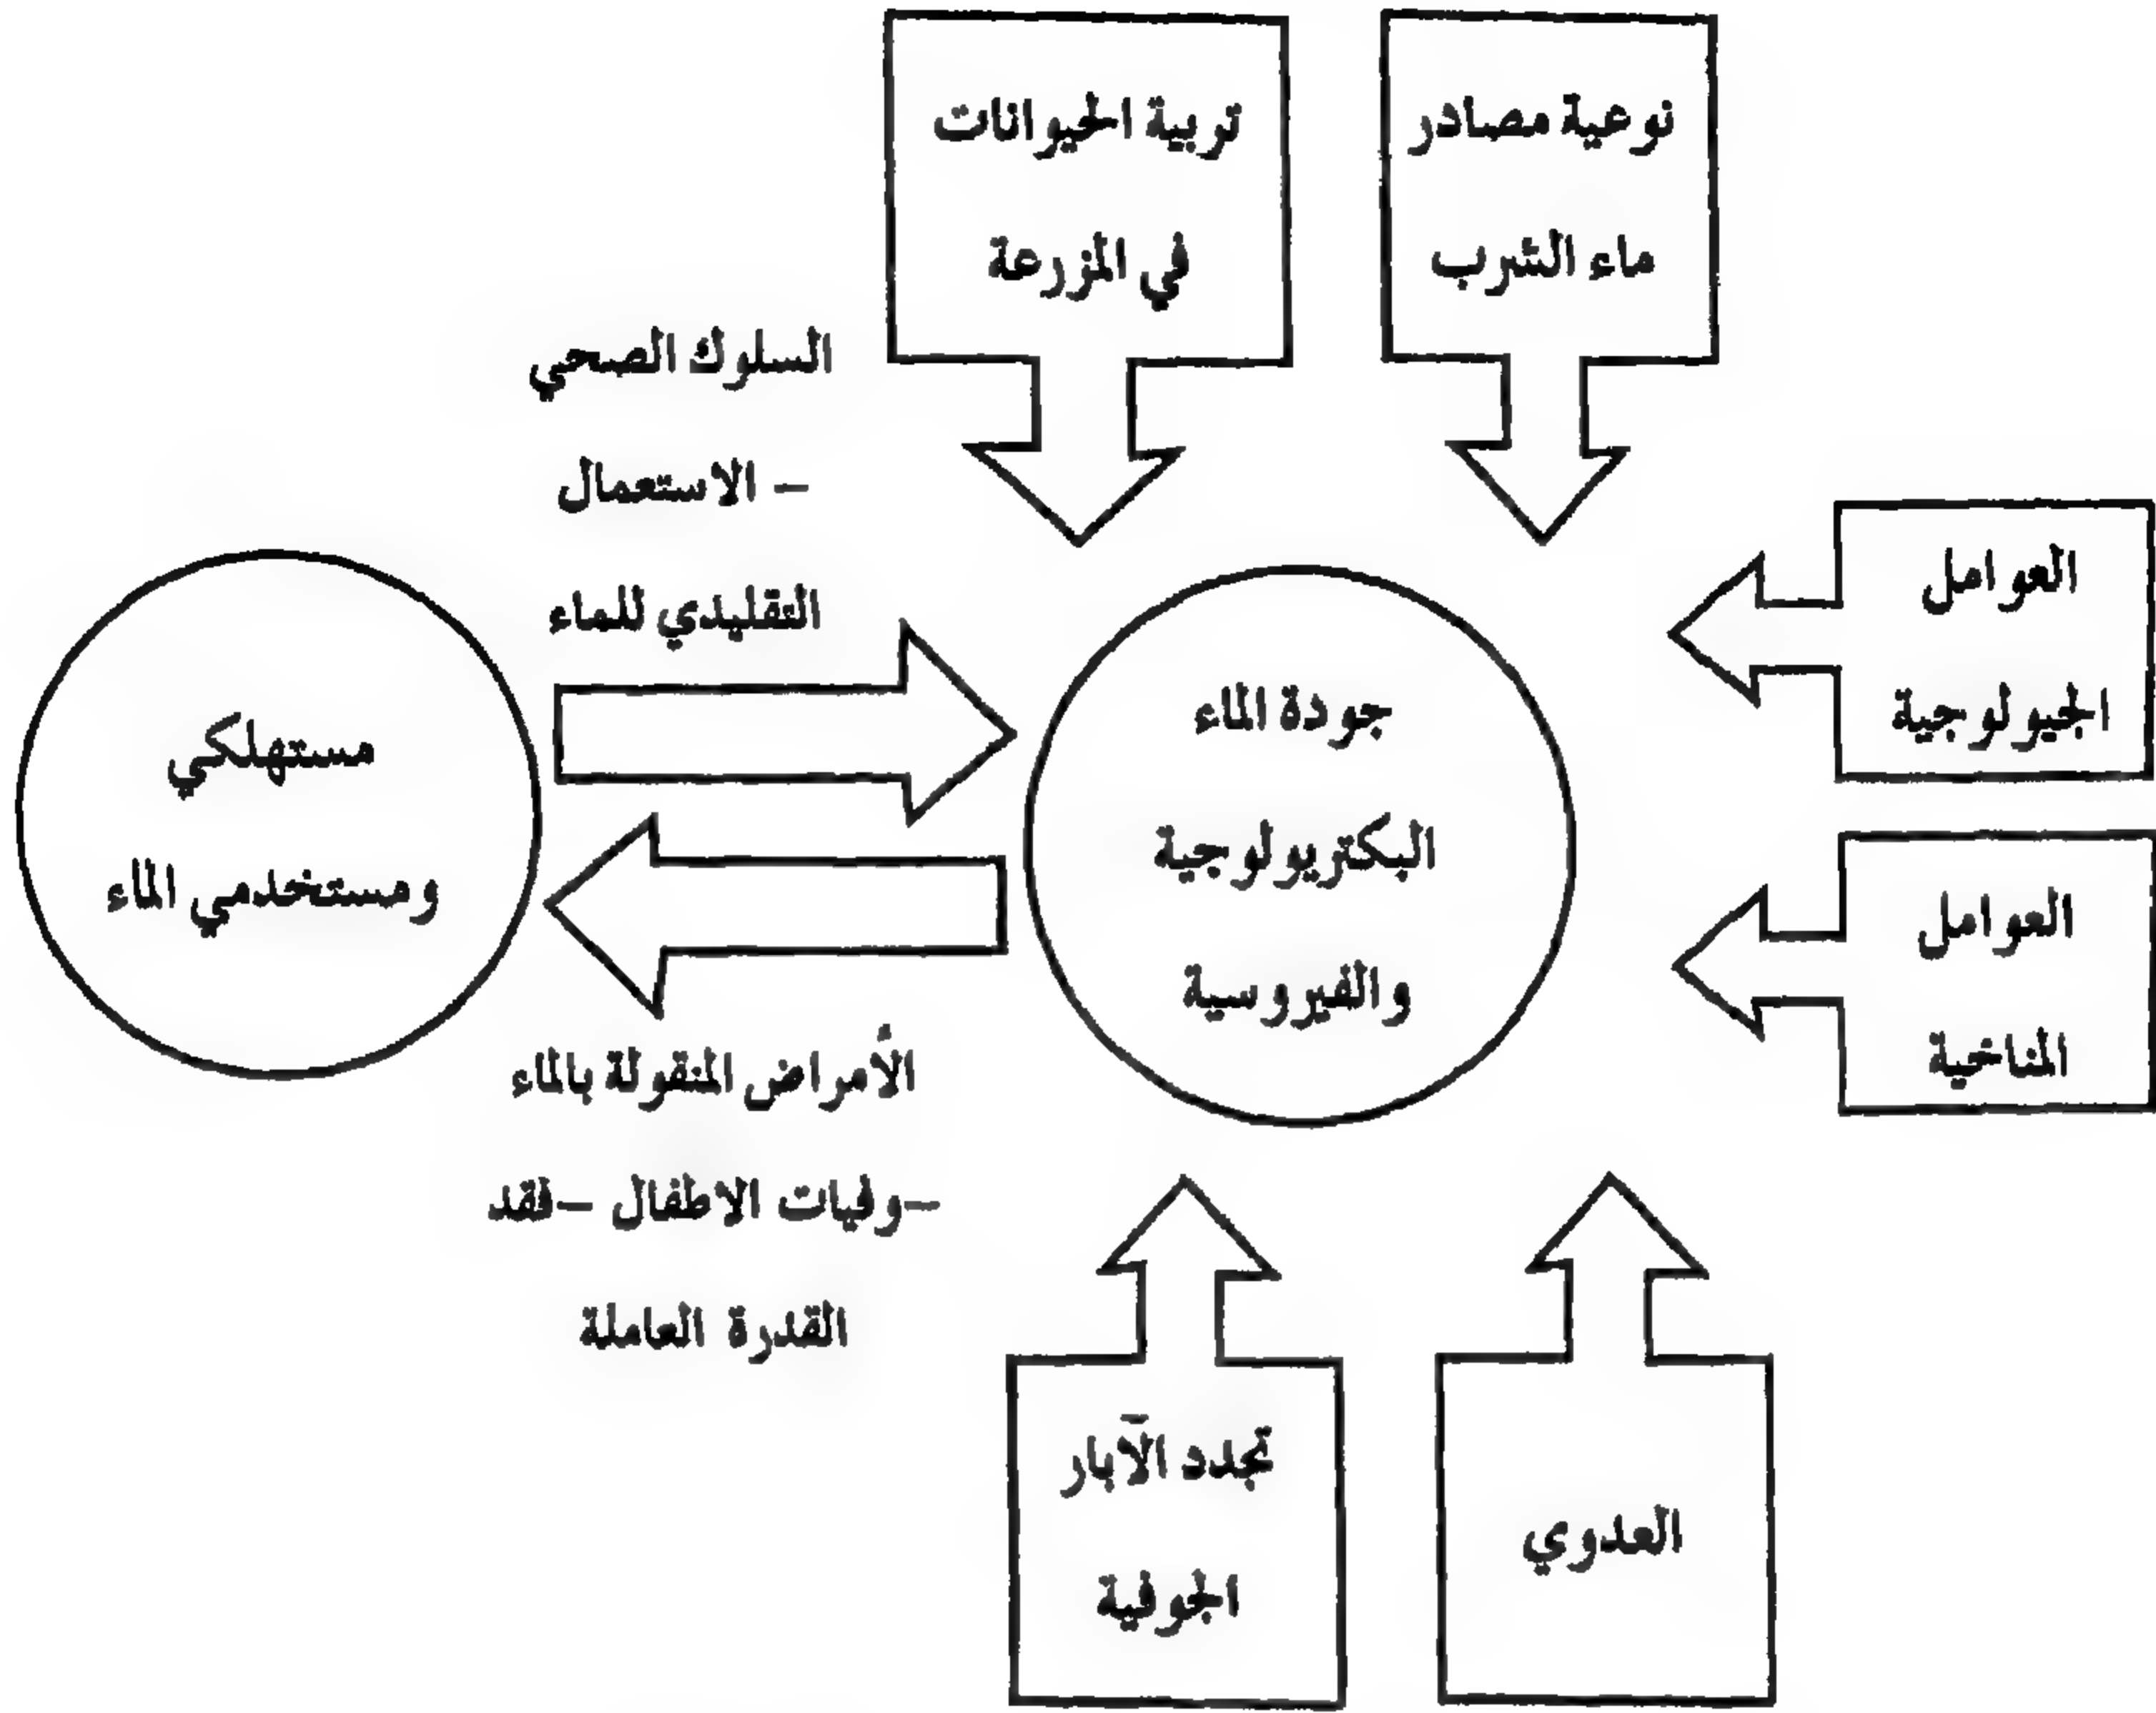 نوعية مصادر
ماء الشرب
تربية الحيوانات
في المزرعة
السلوك الصحي
– الاستعمال
التقليدي للماء
العوامل
الجيولوجية
العوامل
المناخية
جودة الماء
البكتريولوجية
والفيروسية
مستهلكي
ومستخدمي الماء
الأمراض المنقولة بالماء
–وفيات الاطفال –فقد
القدرة العاملة
العدوي
تجدد الآبار
الجوفية